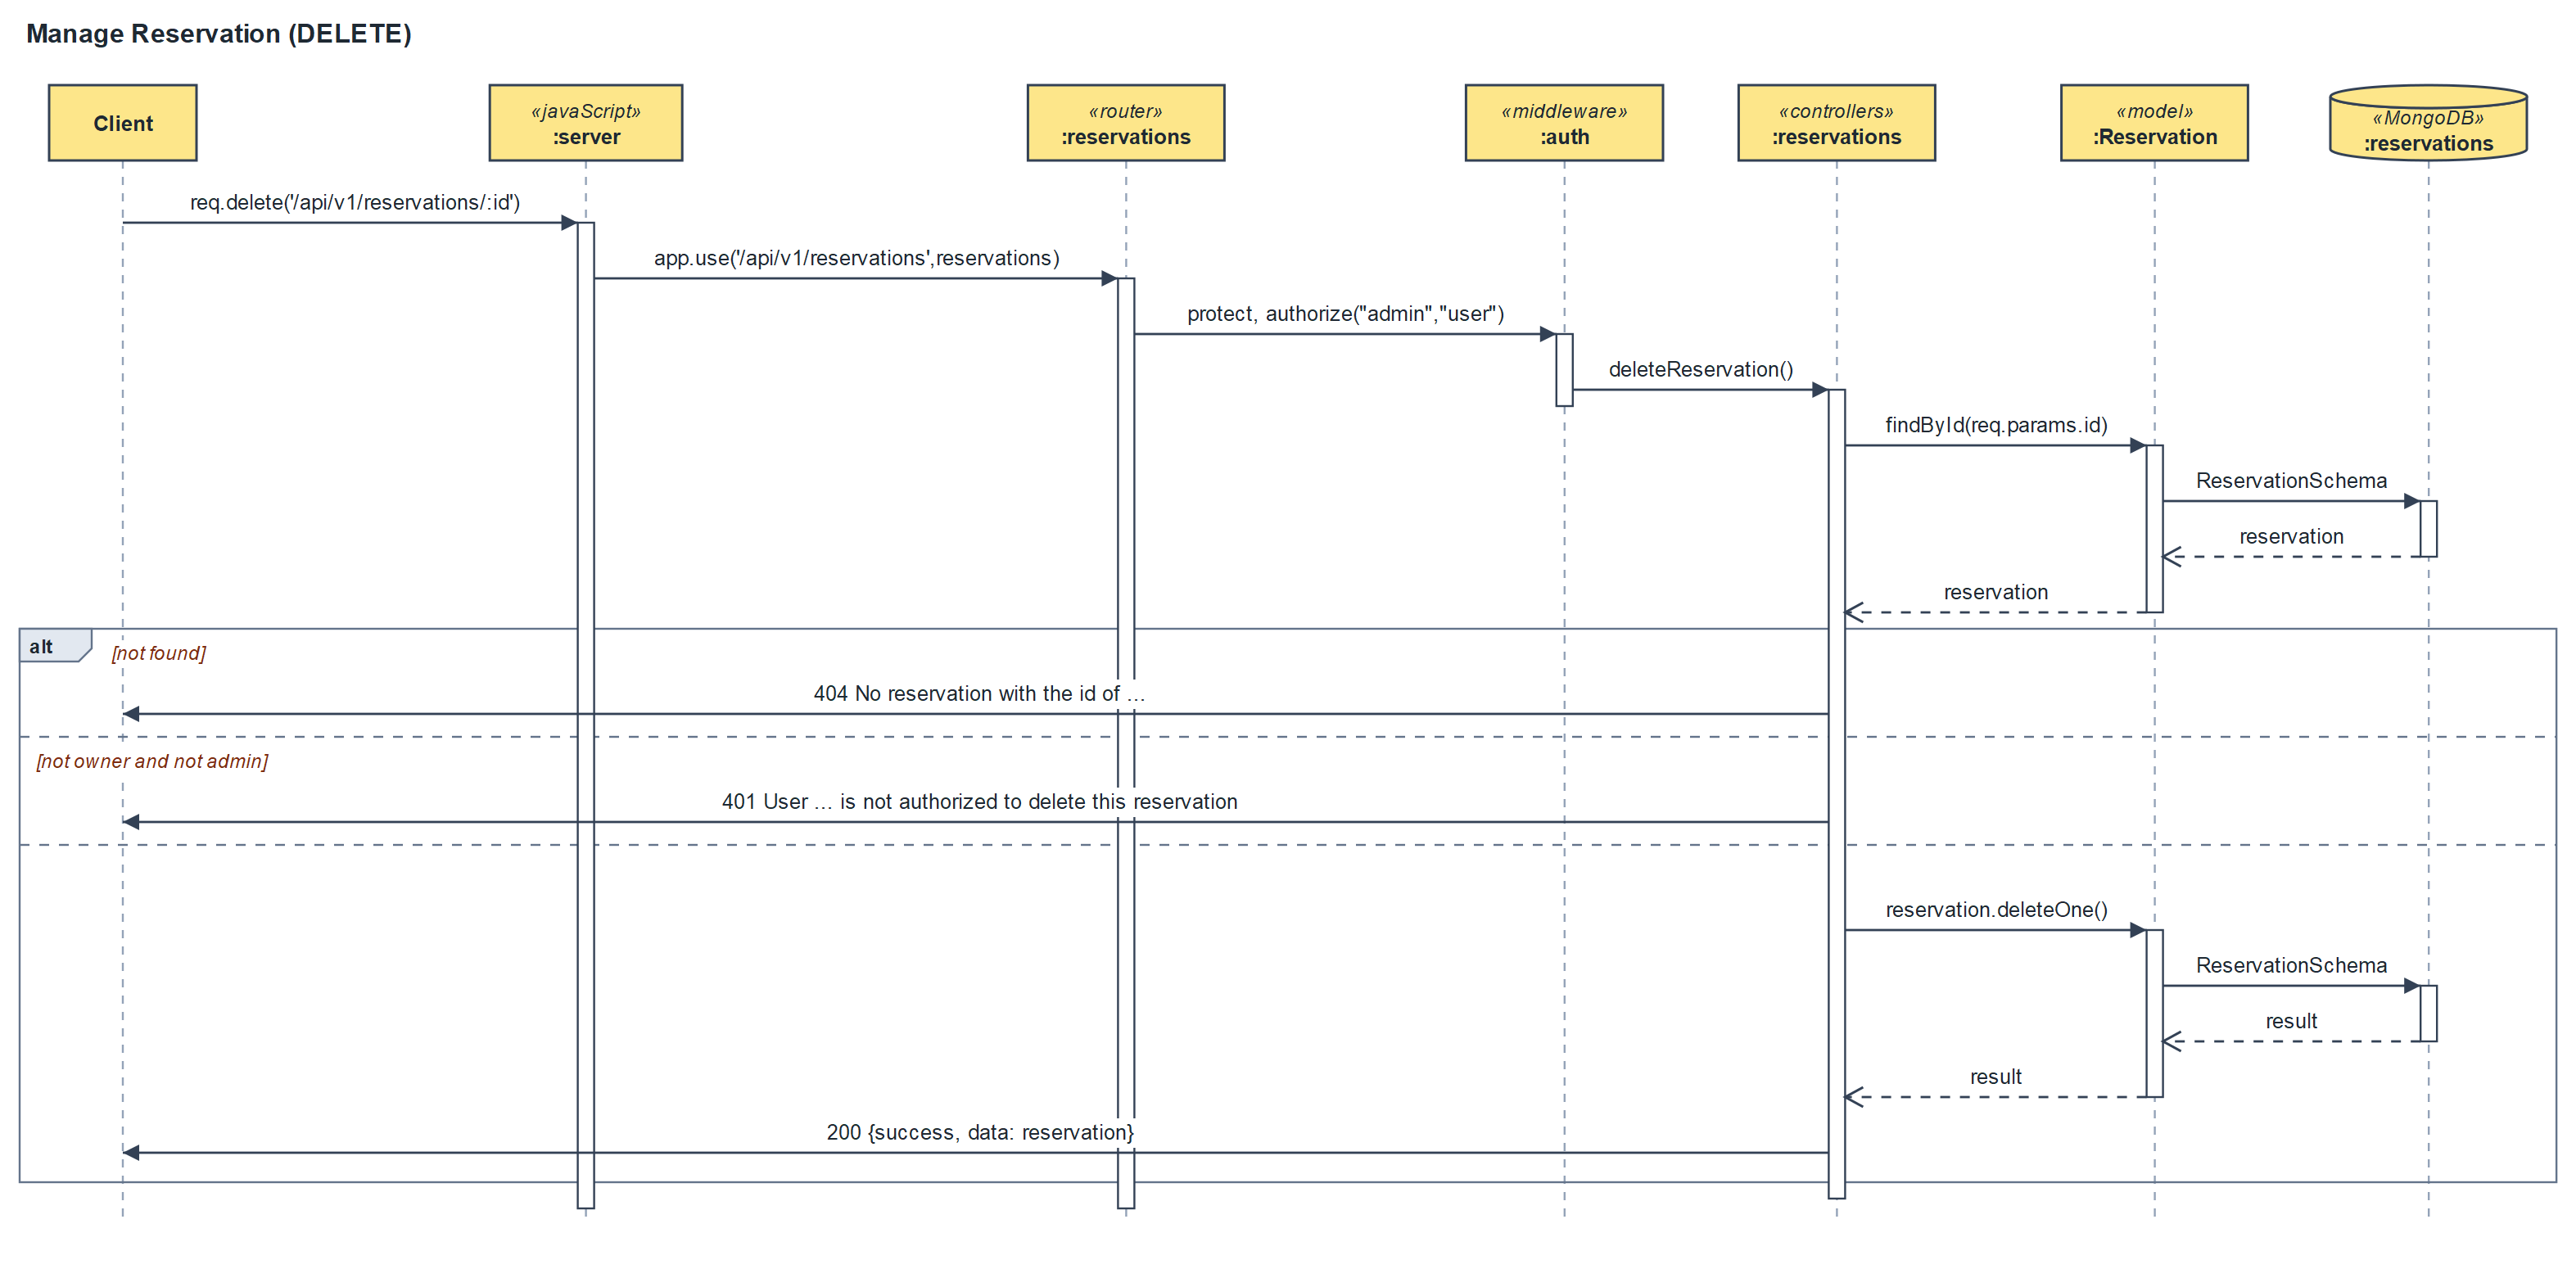 Manage Reservation (DELETE)
Client
«javaScript»
:server
«router»
:reservations
«middleware»
:auth
«controllers»
:reservations
«model»
:Reservation
«MongoDB»
:reservations
req.delete('/api/v1/reservations/:id')
app.use('/api/v1/reservations',reservations)
protect, authorize("admin","user")
deleteReservation()
findById(req.params.id)
ReservationSchema
reservation
reservation
alt
[not found]
404 No reservation with the id of ...
[not owner and not admin]
401 User ... is not authorized to delete this reservation
reservation.deleteOne()
ReservationSchema
result
result
200 {success, data: reservation}